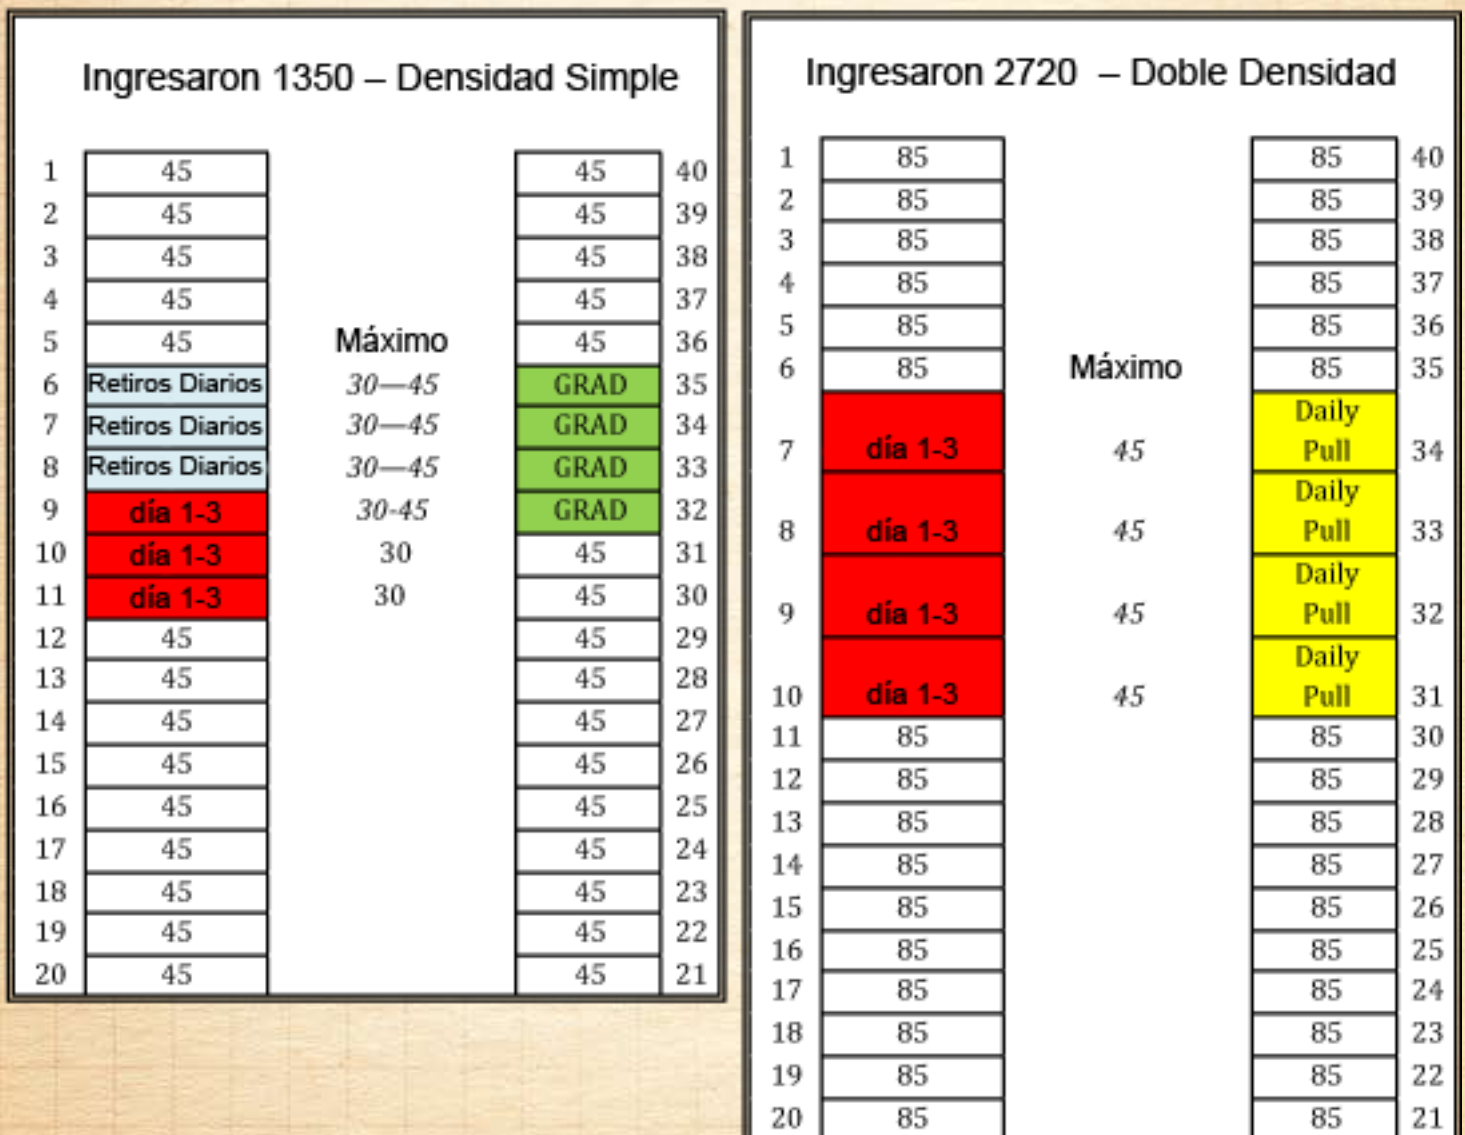 Ingresaron 1350 – Densidad Simple
1 45 45 40
2 45 45 39
3 45 45 38
4 45 45 37
5 45 Máximo 45 36
6 Retiros Diarios 30—45 GRAD 35
7 Retiros Diarios 30—45 GRAD 34
8 Retiros Diarios 30—45 GRAD 33
9 día 1-3 30-45 GRAD 32
10 día 1-3 30 45 31
11 día 1-3 30 45 30
12 45 45 29
13 45 45 28
14 45 45 27
15 45 45 26
16 45 45 25
17 45 45 24
18 45 45 23
19 45 45 22
20 45 45 21
Ingresaron 2720 – Doble Densidad
1 85 85 40
2 85 85 39
3 85 85 38
4 85 85 37
5 85 85 36
6 85 Máximo 85 35
Daily
7 día 1-3 45 Pull 34
Daily
8 día 1-3 45 Pull 33
Daily
9 día 1-3 45 Pull 32
Daily
10 día 1-3 45 Pull 31
11 85 85 30
12 85 85 29
13 85 85 28
14 85 85 27
15 85 85 26
16 85 85 25
17 85 85 24
18 85 85 23
19 85 85 22
20 85 85 21